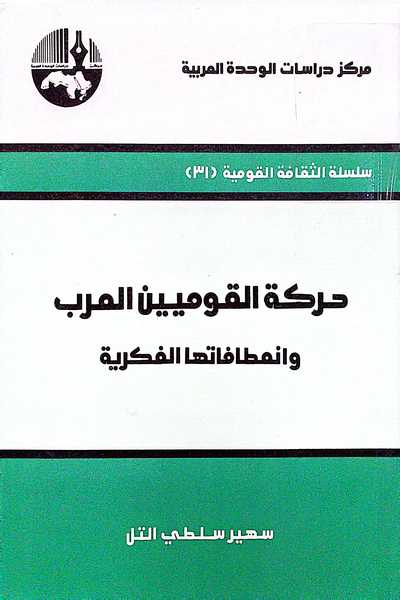 مركز دراسات الوحدة العربية
سلسلة الثقافة القومية (٣١)
حركة القوميين العرب
وانعطافاتها الفكرية
سهير سلطي التل